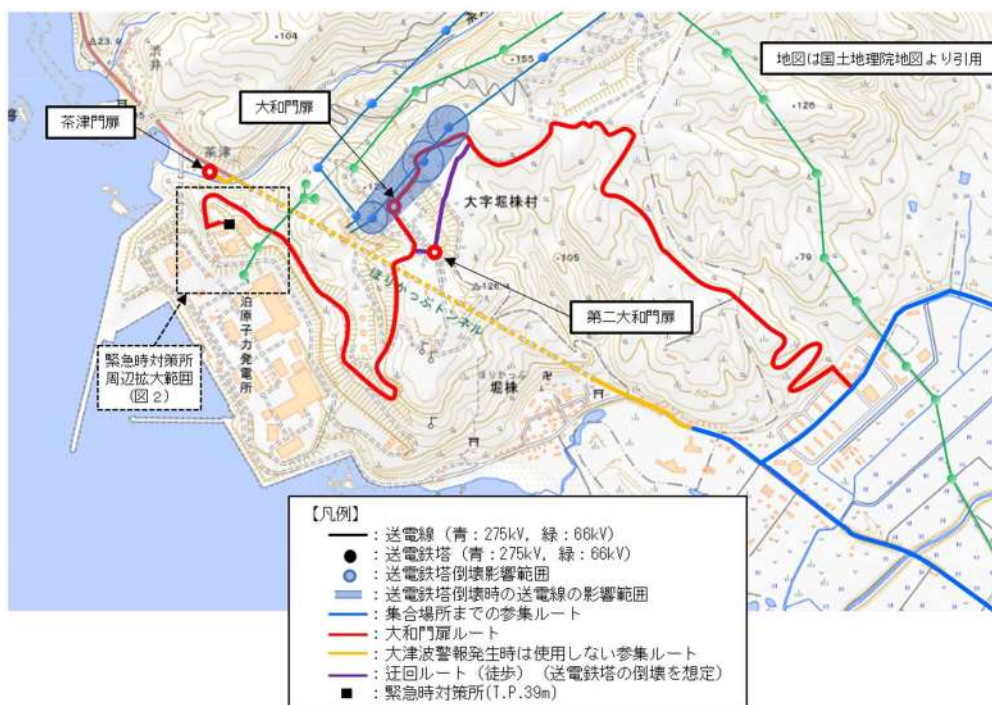 地図は国土地理院地図より引用
大和門扉
茶津門扉
茶津
大字堀株村
ほりかっぷトンネル
第二大和門扉
泊原子力発電所
緊急時対策所
周辺拡大範囲
(図2)
ほりかっぷ
堀株
・104
・155
・126
・105
・79
△126
【凡例】
：送電線（青：275kV，緑：66kV）
：送電鉄塔（青：275kV，緑：66kV）
：送電鉄塔倒壊影響範囲
：送電鉄塔倒壊時の送電線の影響範囲
：集合場所までの参集ルート
：大和門扉ルート
：大津波警報発生時は使用しない参集ルート
：迂回ルート（徒歩）（送電鉄塔の倒壊を想定）
：緊急時対策所(T.P.39m)